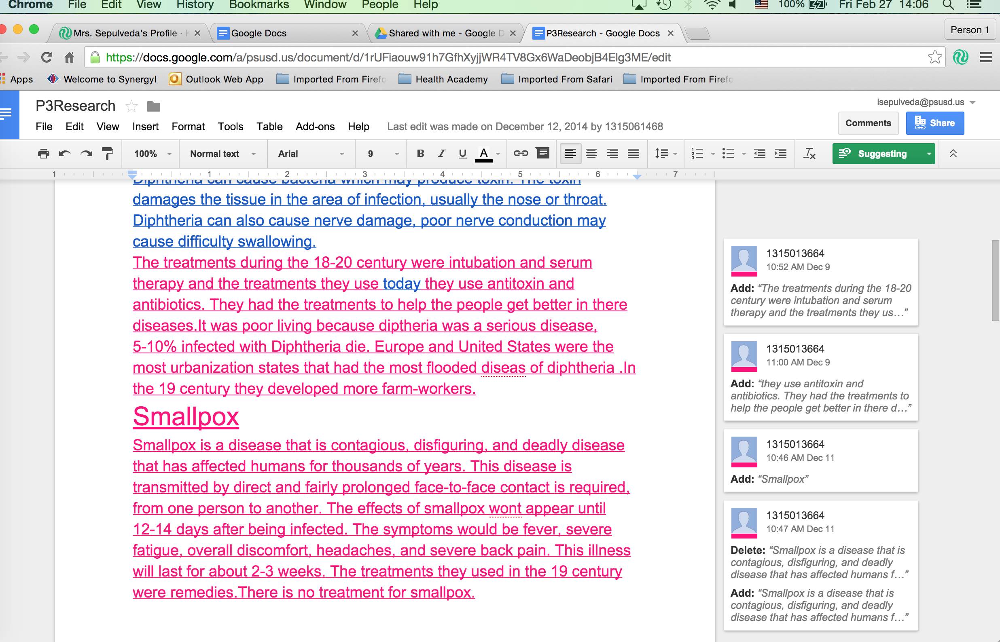 Chrome File Edit View History Bookmarks Window People Help 100% Fri Feb 27 14:06
Mrs. Sepulveda's Profile · Google Docs Shared with me - Google D P3Research - Google Docs Person 1
https://docs.google.com/a/psusd.us/document/d/1rUFiaouw91h7GfhXyjjWR4TV8Gx6WaDeobjB4Elg3ME/edit
Apps Welcome to Synergy! Outlook Web App Imported From Firefo Health Academy Imported From Safari Imported From Firefo
P3Research lsepulveda@psusd.us
File Edit View Insert Format Tools Table Add-ons Help Last edit was made on December 12, 2014 by 1315061468 Comments Share
100% Normal text Arial 9 B I U A Suggesting
1 1 2 3 4 5 6 7
Diphtheria can cause bacteria which may produce toxin. The toxin
damages the tissue in the area of infection, usually the nose or throat.
Diphtheria can also cause nerve damage, poor nerve conduction may
cause difficulty swallowing.
The treatments during the 18-20 century were intubation and serum
therapy and the treatments they use today they use antitoxin and
antibiotics. They had the treatments to help the people get better in there
diseases.It was poor living because diptheria was a serious disease,
5-10% infected with Diphtheria die. Europe and United States were the
most urbanization states that had the most flooded diseas of diphtheria .In
the 19 century they developed more farm-workers.
Smallpox
Smallpox is a disease that is contagious, disfiguring, and deadly disease
that has affected humans for thousands of years. This disease is
transmitted by direct and fairly prolonged face-to-face contact is required,
from one person to another. The effects of smallpox wont appear until
12-14 days after being infected. The symptoms would be fever, severe
fatigue, overall discomfort, headaches, and severe back pain. This illness
will last for about 2-3 weeks. The treatments they used in the 19 century
were remedies.There is no treatment for smallpox.
1315013664
10:52 AM Dec 9
Add: “The treatments during the 18-20
century were intubation and serum
therapy and the treatments they us…”
1315013664
11:00 AM Dec 9
Add: “they use antitoxin and
antibiotics. They had the treatments to
help the people get better in there d…”
1315013664
10:46 AM Dec 11
Add: “Smallpox”
1315013664
10:47 AM Dec 11
Delete: “Smallpox is a disease that is
contagious, disfiguring, and deadly
disease that has affected humans f…”
Add: “Smallpox is a disease that is
contagious, disfiguring, and deadly
disease that has affected humans f…”